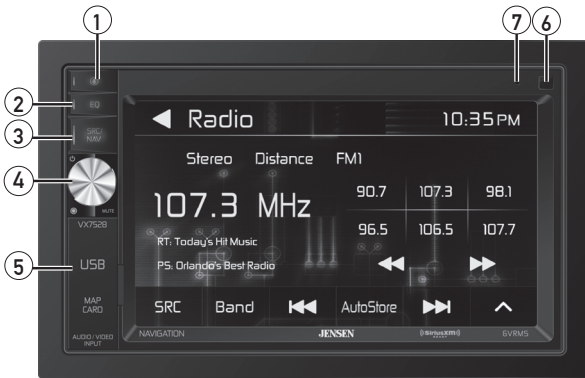 1
7
6
2
EQ
3
SRC/
NAV
4
MUTE
VX7528
5
USB
MAP
CARD
AUDIO / VIDEO
INPUT
Radio
10:35PM
Stereo Distance FM1
107.3 MHz
90.7 107.3 98.1
96.5 106.5 107.7
RT: Today's Hit Music
PS: Orlando's Best Radio
SRC Band AutoStore
NAVIGATION JENSEN ((SiriusXM)) 6VRMS
READY